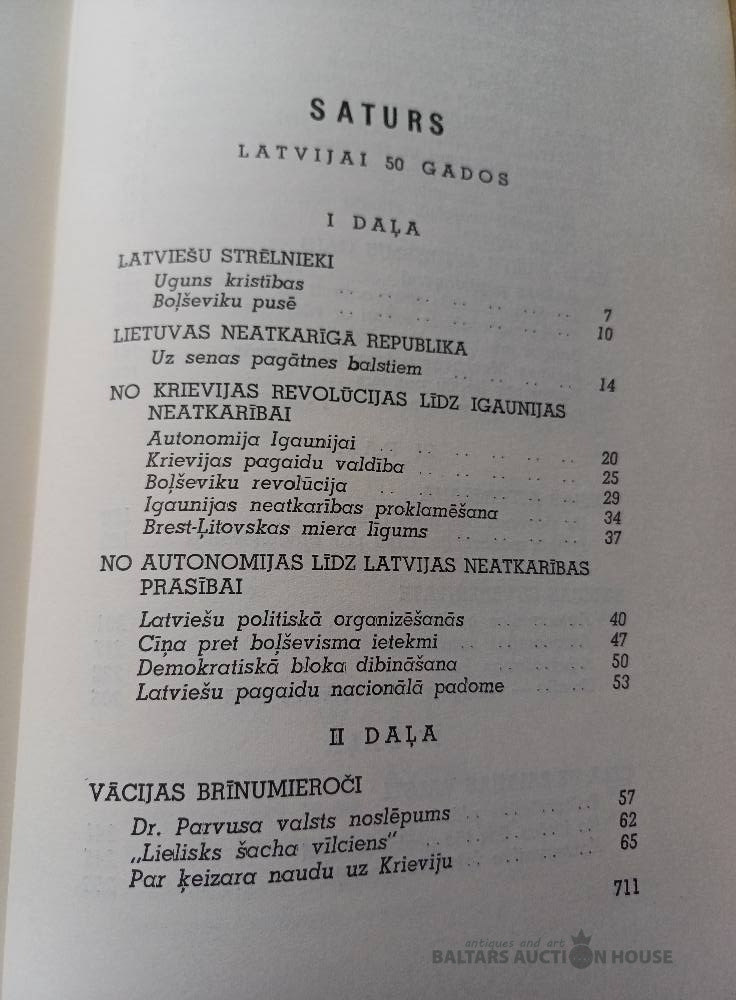 SATURS
LATVIJAI 50 GADOS
I DAĻA
LATVIEŠU STRĒLNIEKI
Uguns kristības .. .. .. .. .. .. 7
Boļševiku pusē .. .. .. .. .. .. 10
LIETUVAS NEATKARĪGĀ REPUBLIKA
Uz senas pagātnes balstiem .. .. .. 14
NO KRIEVIJAS REVOLŪCIJAS LĪDZ IGAUNIJAS
NEATKARĪBAI
Autonomija Igaunijai .. .. .. .. .. 20
Krievijas pagaidu valdība .. .. .. .. 25
Boļševiku revolūcija .. .. .. .. .. 29
Igaunijas neatkarības proklamēšana .. .. 34
Brest-Ļitovskas miera līgums .. .. .. .. 37
NO AUTONOMIJAS LĪDZ LATVIJAS NEATKARĪBAS
PRASĪBAI
Latviešu politiskā organizēšanās .. .. .. 40
Cīņa pret boļševisma ietekmi .. .. .. .. 47
Demokratiskā bloka dibināšana .. .. .. 50
Latviešu pagaidu nacionālā padome .. .. 53
II DAĻA
VĀCIJAS BRĪNUMIEROČI
Dr. Parvusa valsts noslēpums .. .. .. .. 57
„Lielisks šacha vīlciens” .. .. .. .. .. 62
Par ķeizara naudu uz Krieviju .. .. .. .. 65
711
antiques and art
BALTARS AUCTION HOUSE